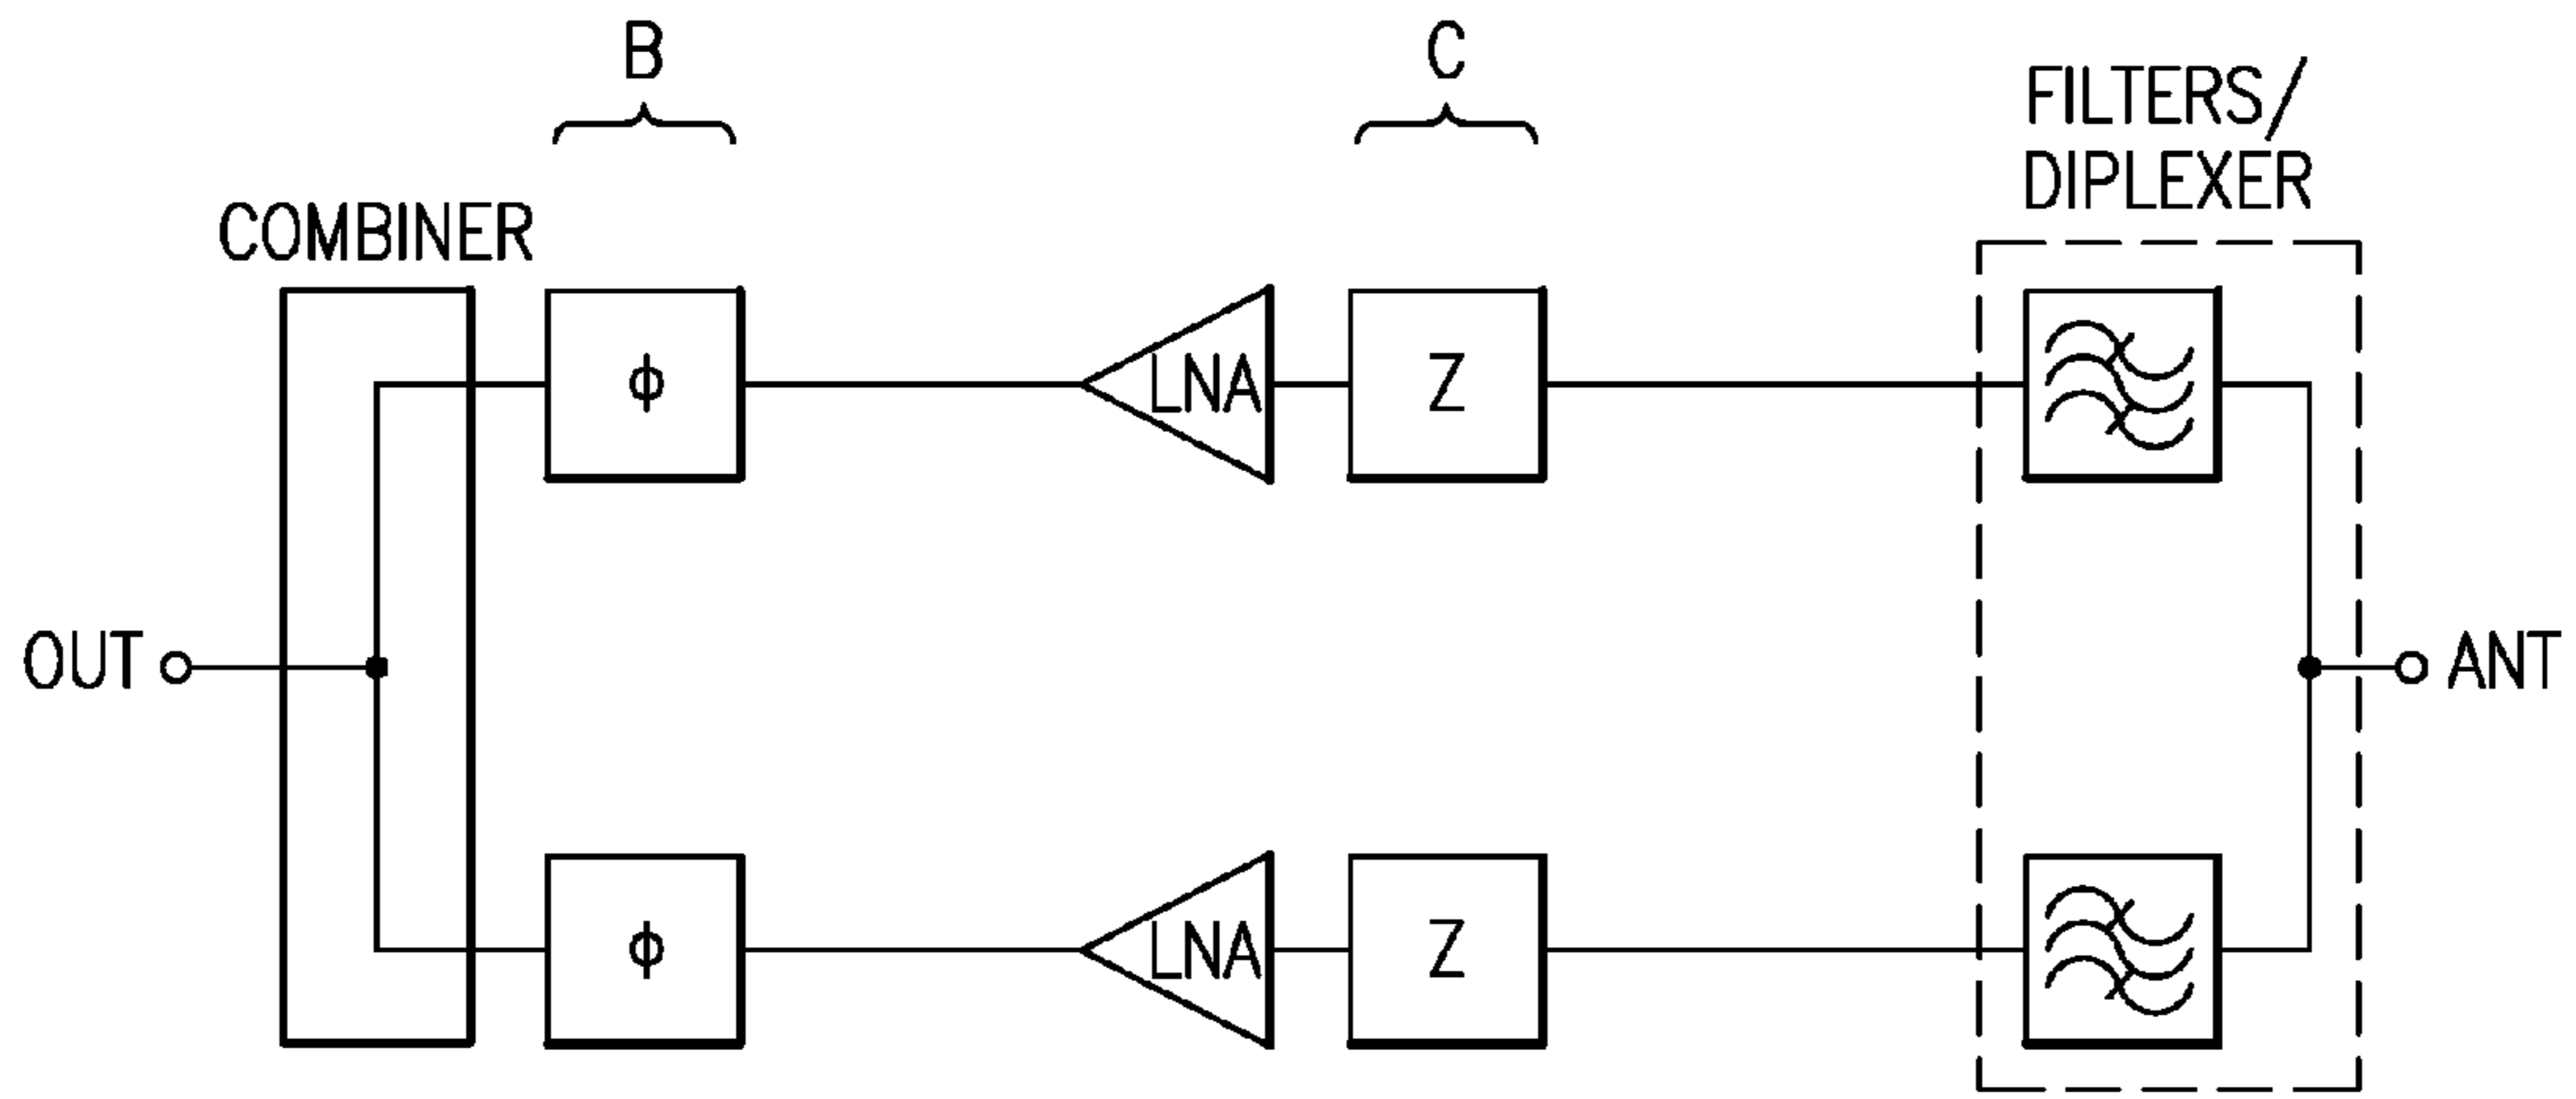 B
C
FILTERS/
DIPLEXER
COMBINER
ϕ
LNA
Z
OUT
ANT
ϕ
LNA
Z